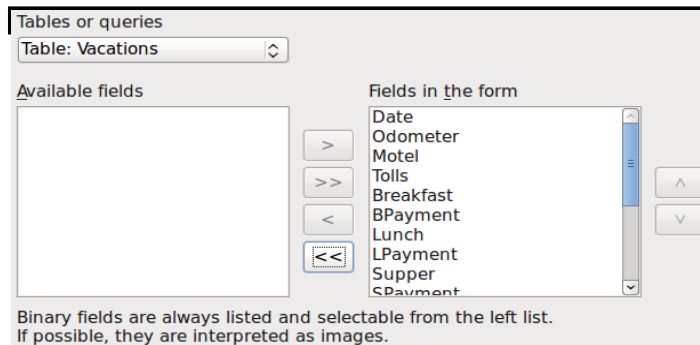 Tables or queries
Table: Vacations
Available fields
Fields in the form
Date
Odometer
Motel
Tolls
Breakfast
BPayment
Lunch
LPayment
Supper
SPayment
>
>>
<
<<
Binary fields are always listed and selectable from the left list.
If possible, they are interpreted as images.